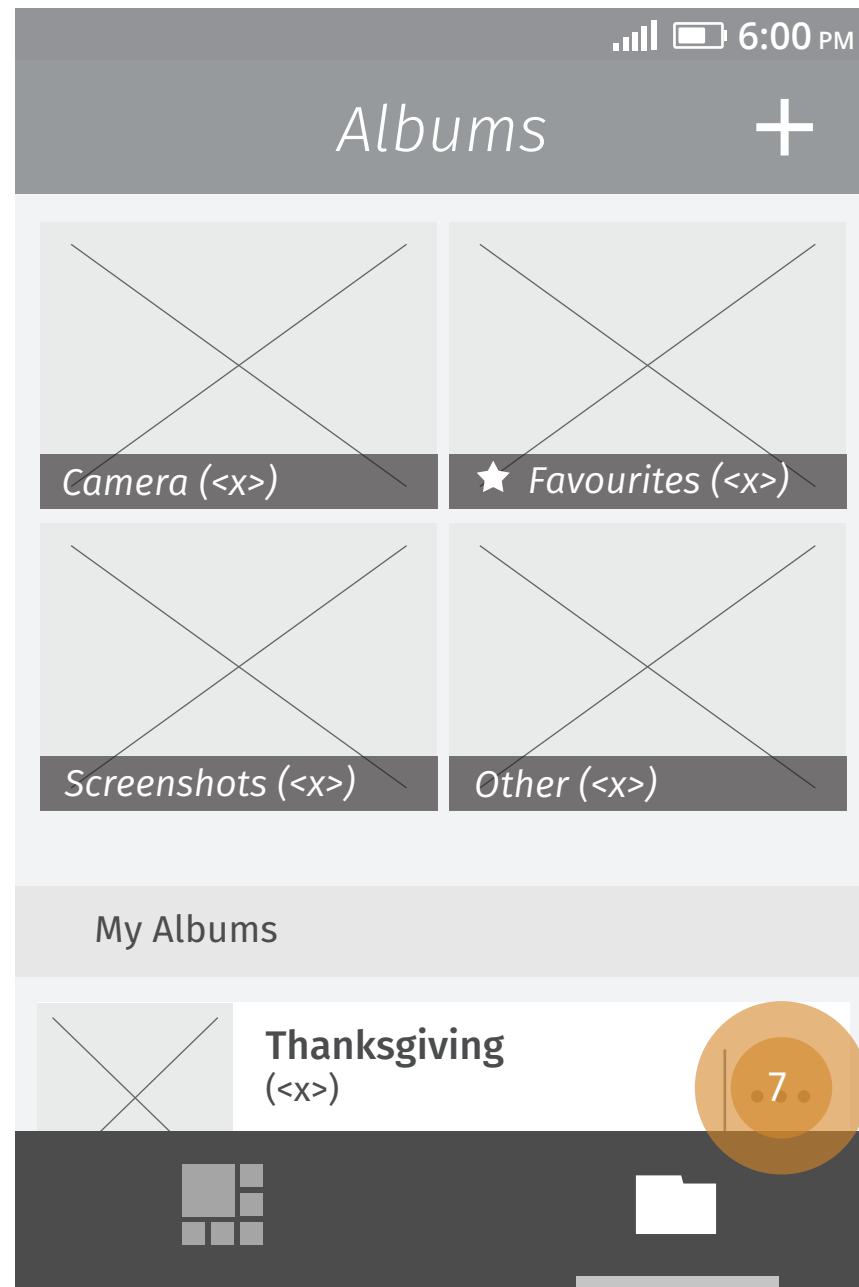 6:00 PM
Albums
Camera (<x>)
Favourites (<x>)
Screenshots (<x>)
Other (<x>)
My Albums
Thanksgiving
(<x>)
7